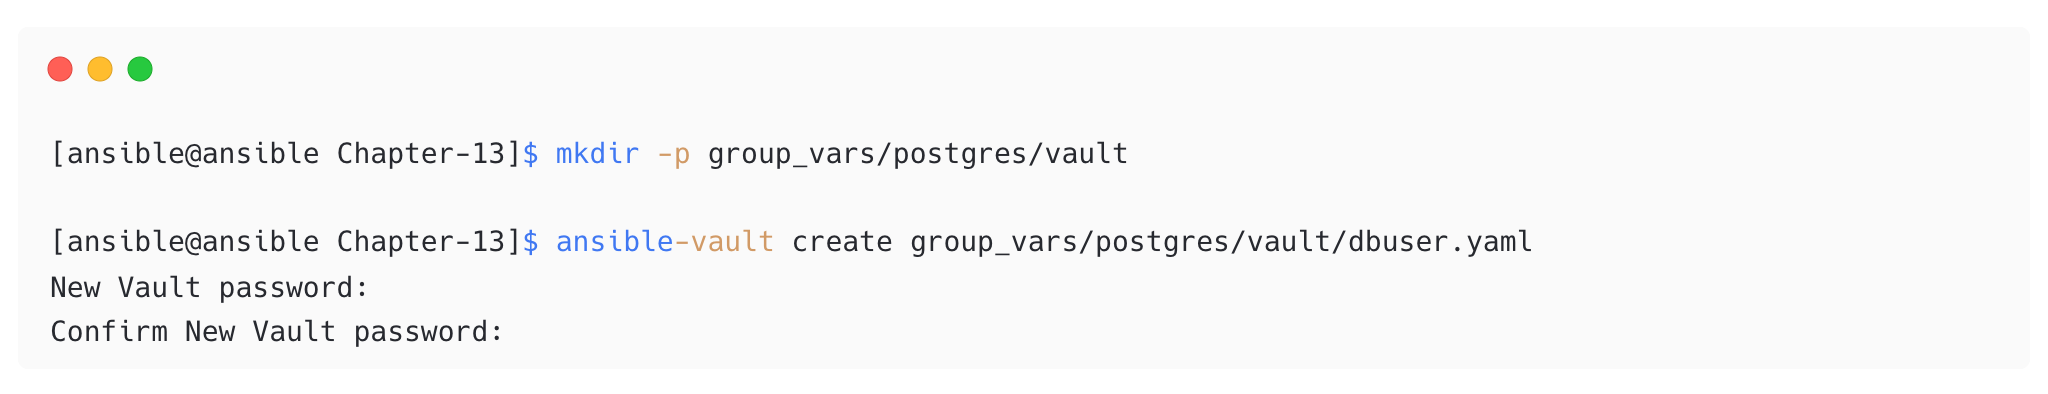 [ansible@ansible Chapter-13]$ mkdir -p group_vars/postgres/vault
[ansible@ansible Chapter-13]$ ansible-vault create group_vars/postgres/vault/dbuser.yaml
New Vault password:
Confirm New Vault password: